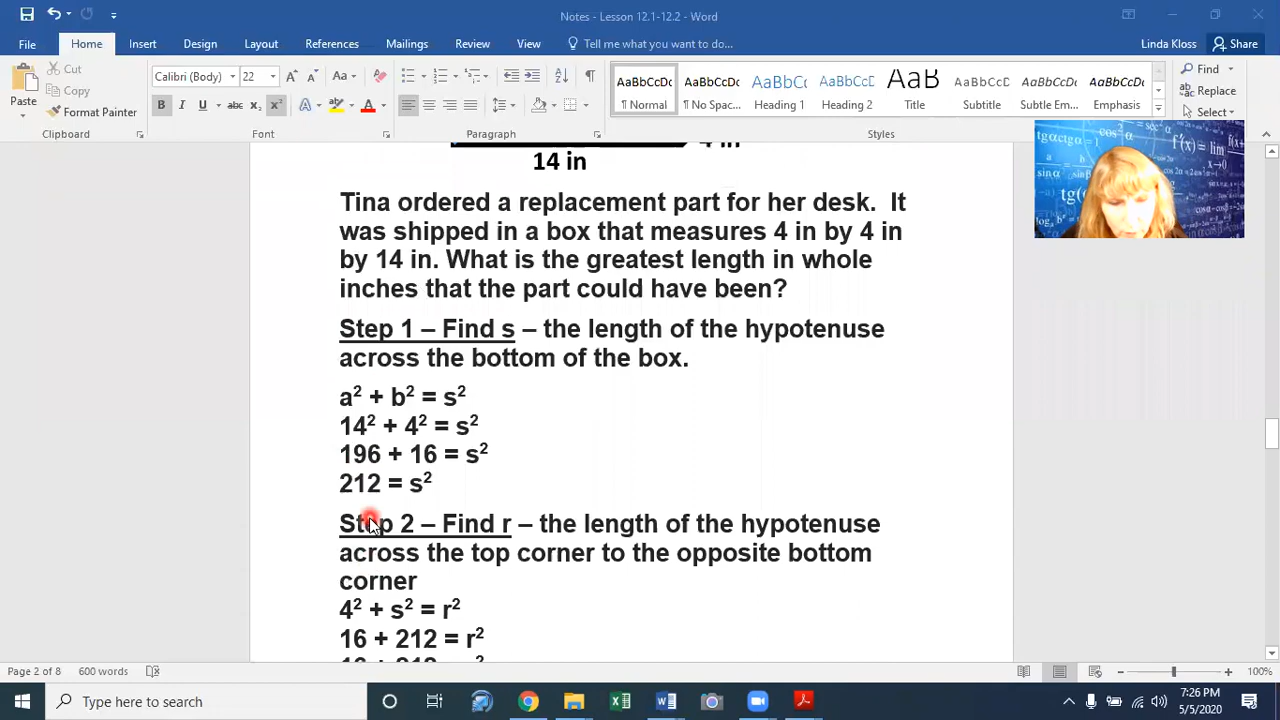 Notes - Lesson 12.1-12.2 - Word
File Home Insert Design Layout References Mailings Review View Help Tell me what you want to do... Linda Kloss Share
Paste Cut Copy Format Painter
Calibri (Body) 22
AaBbCcDc AaBbCcDc AaBbCc AaBbCcC AaB AaBbCcD AaBbCcDc AaBbCcDc
¶ Normal ¶ No Spac... Heading 1 Heading 2 Title Subtitle Subtle Em... Emphasis
Find Replace Select
Clipboard Font Paragraph Styles
4 in
14 in
Tina ordered a replacement part for her desk. It
was shipped in a box that measures 4 in by 4 in
by 14 in. What is the greatest length in whole
inches that the part could have been?
Step 1 – Find s – the length of the hypotenuse
across the bottom of the box.
a² + b² = s²
14² + 4² = s²
196 + 16 = s²
212 = s²
Step 2 – Find r – the length of the hypotenuse
across the top corner to the opposite bottom
corner
4² + s² = r²
16 + 212 = r²
Page 2 of 8 600 words 100%
Type here to search
7:26 PM
5/5/2020